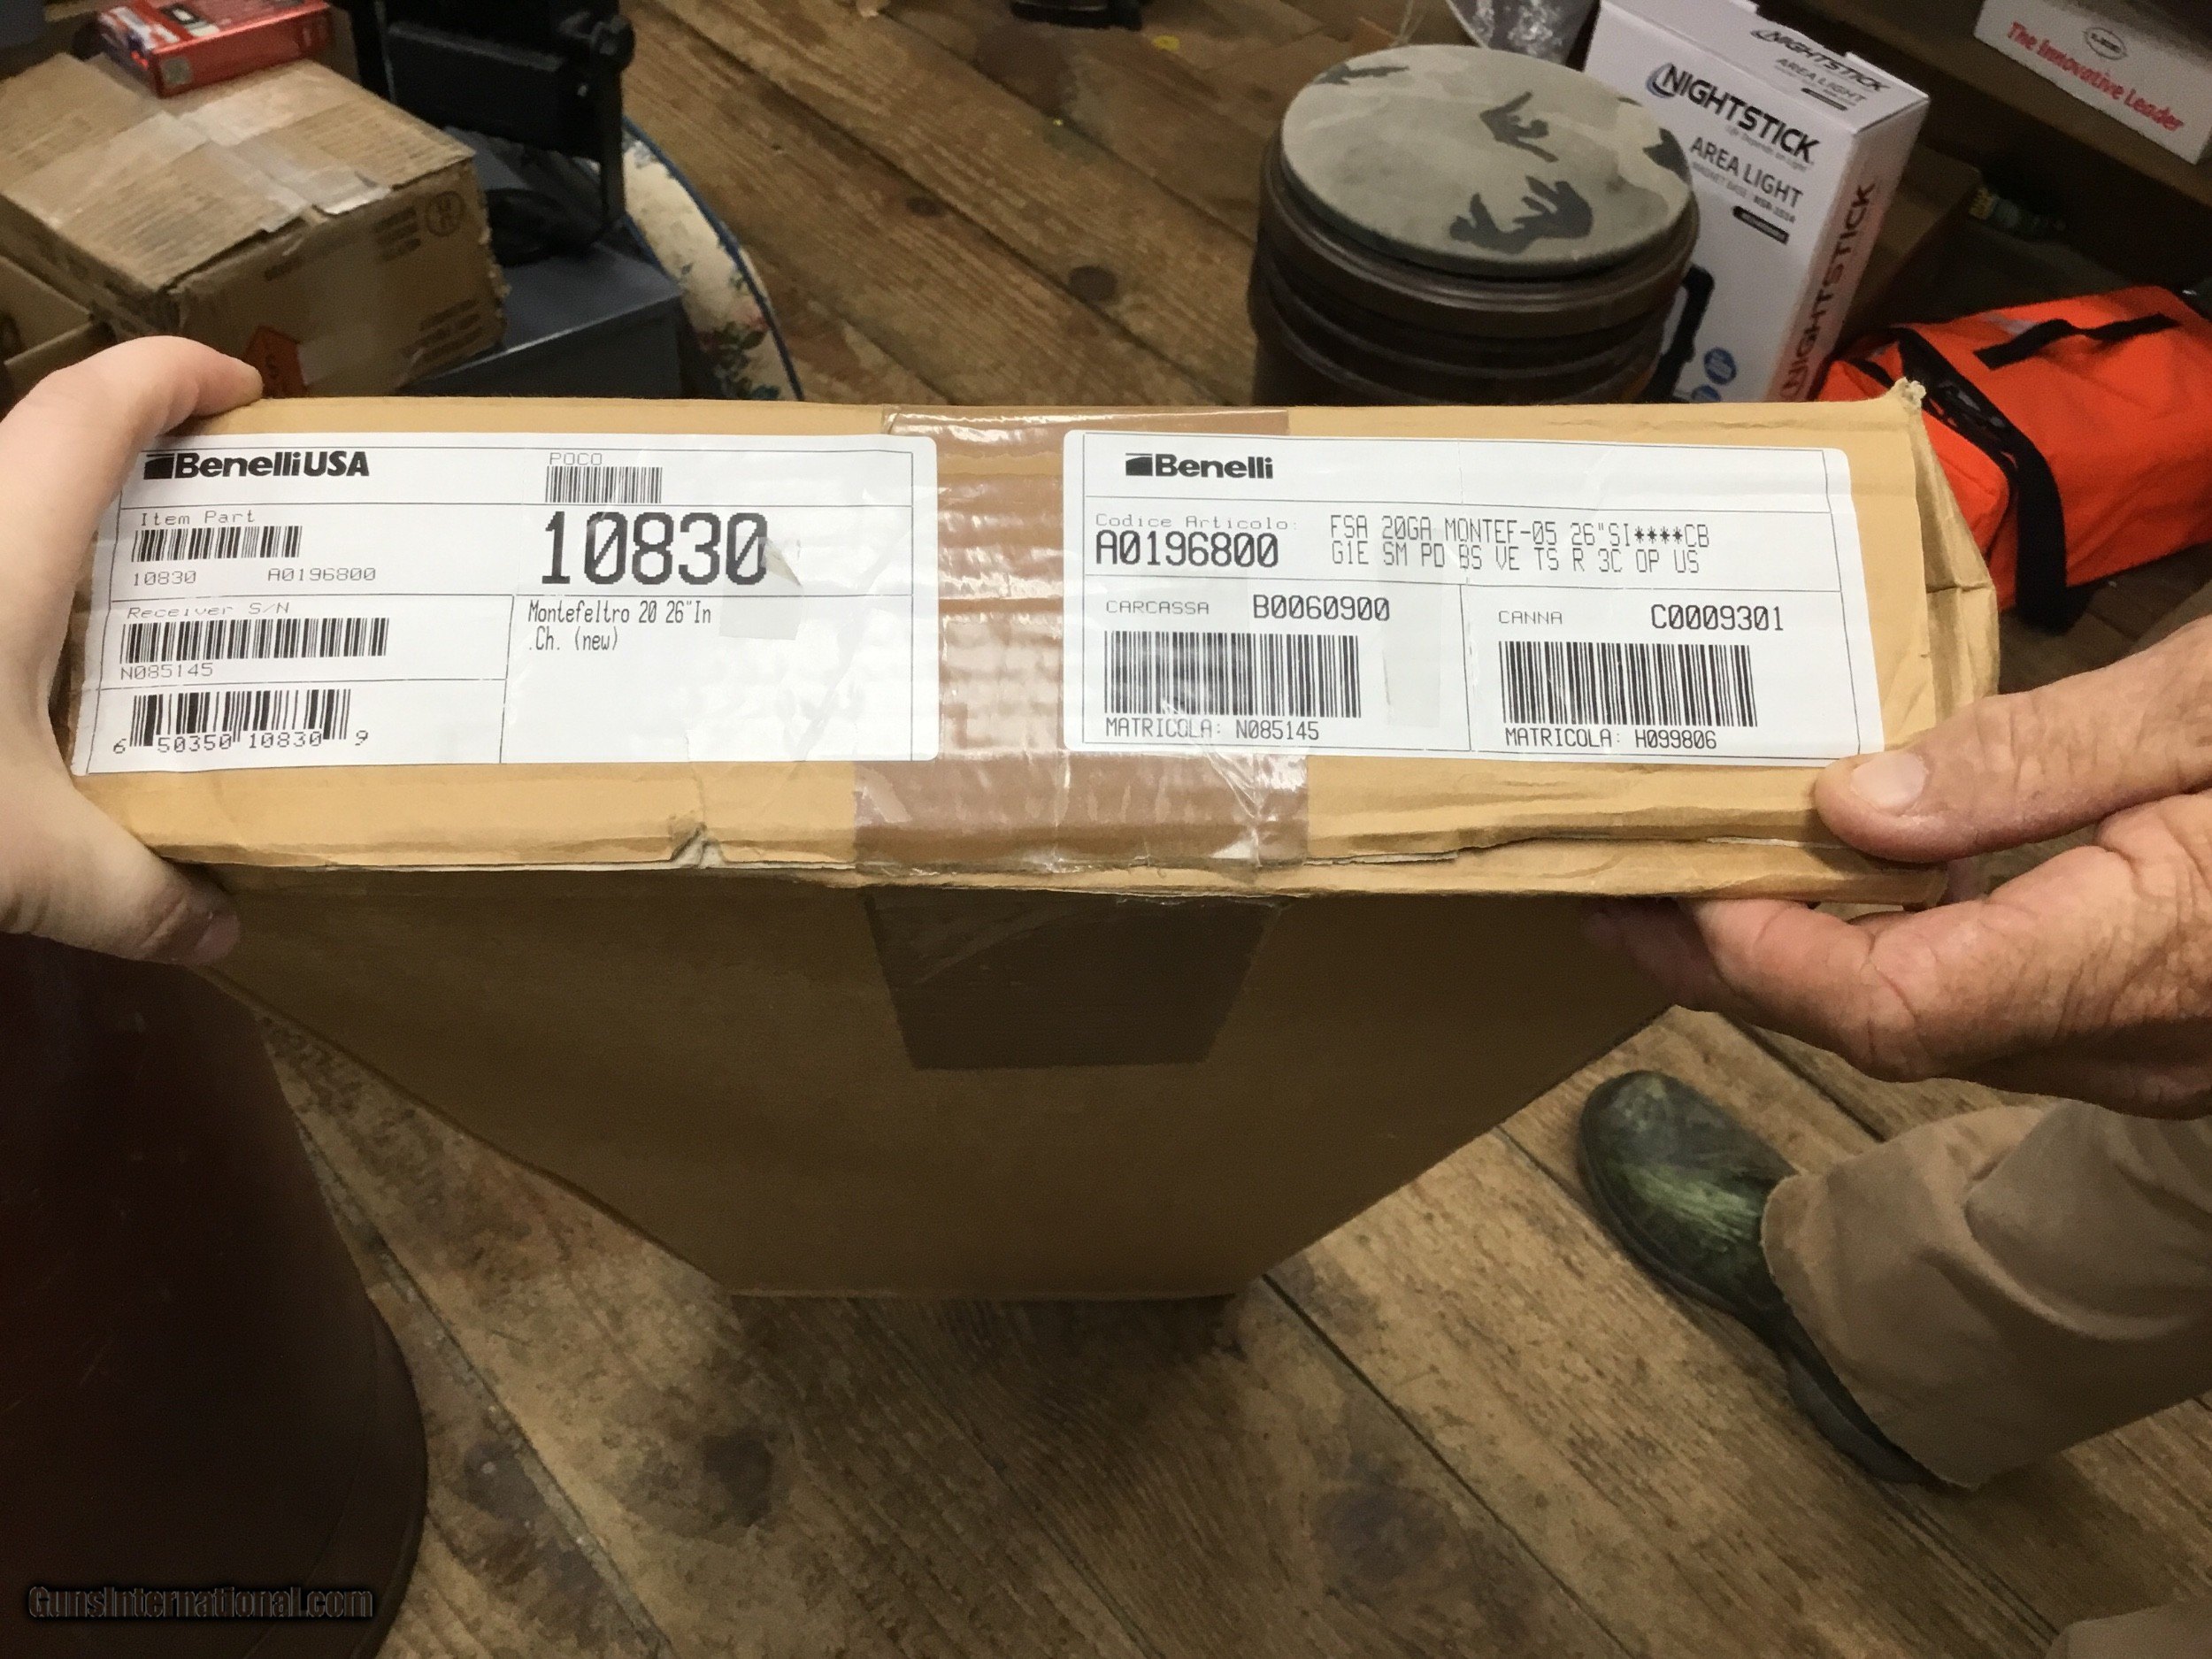 The Innovative Leader
NIGHTSTICK
AREA LIGHT
NIGHTSTICK
AREA LIGHT
NIGHTSTICK
Benelli USA
POCO
Item Part
10830
10830 A0196800
Receiver S/N
Montefeltro 20 26"In
.Ch. (new)
N085145
6 50350 10830 9
Benelli
Codice Articolo:
A0196800
FSA 20GA MONTEF-05 26"SI****CB
G1E SM PD BS VE TS R 3C OP US
CARCASSA B0060900
CANNA C0009301
MATRICOLA: N085145
MATRICOLA: H099806
GunsInternational.com